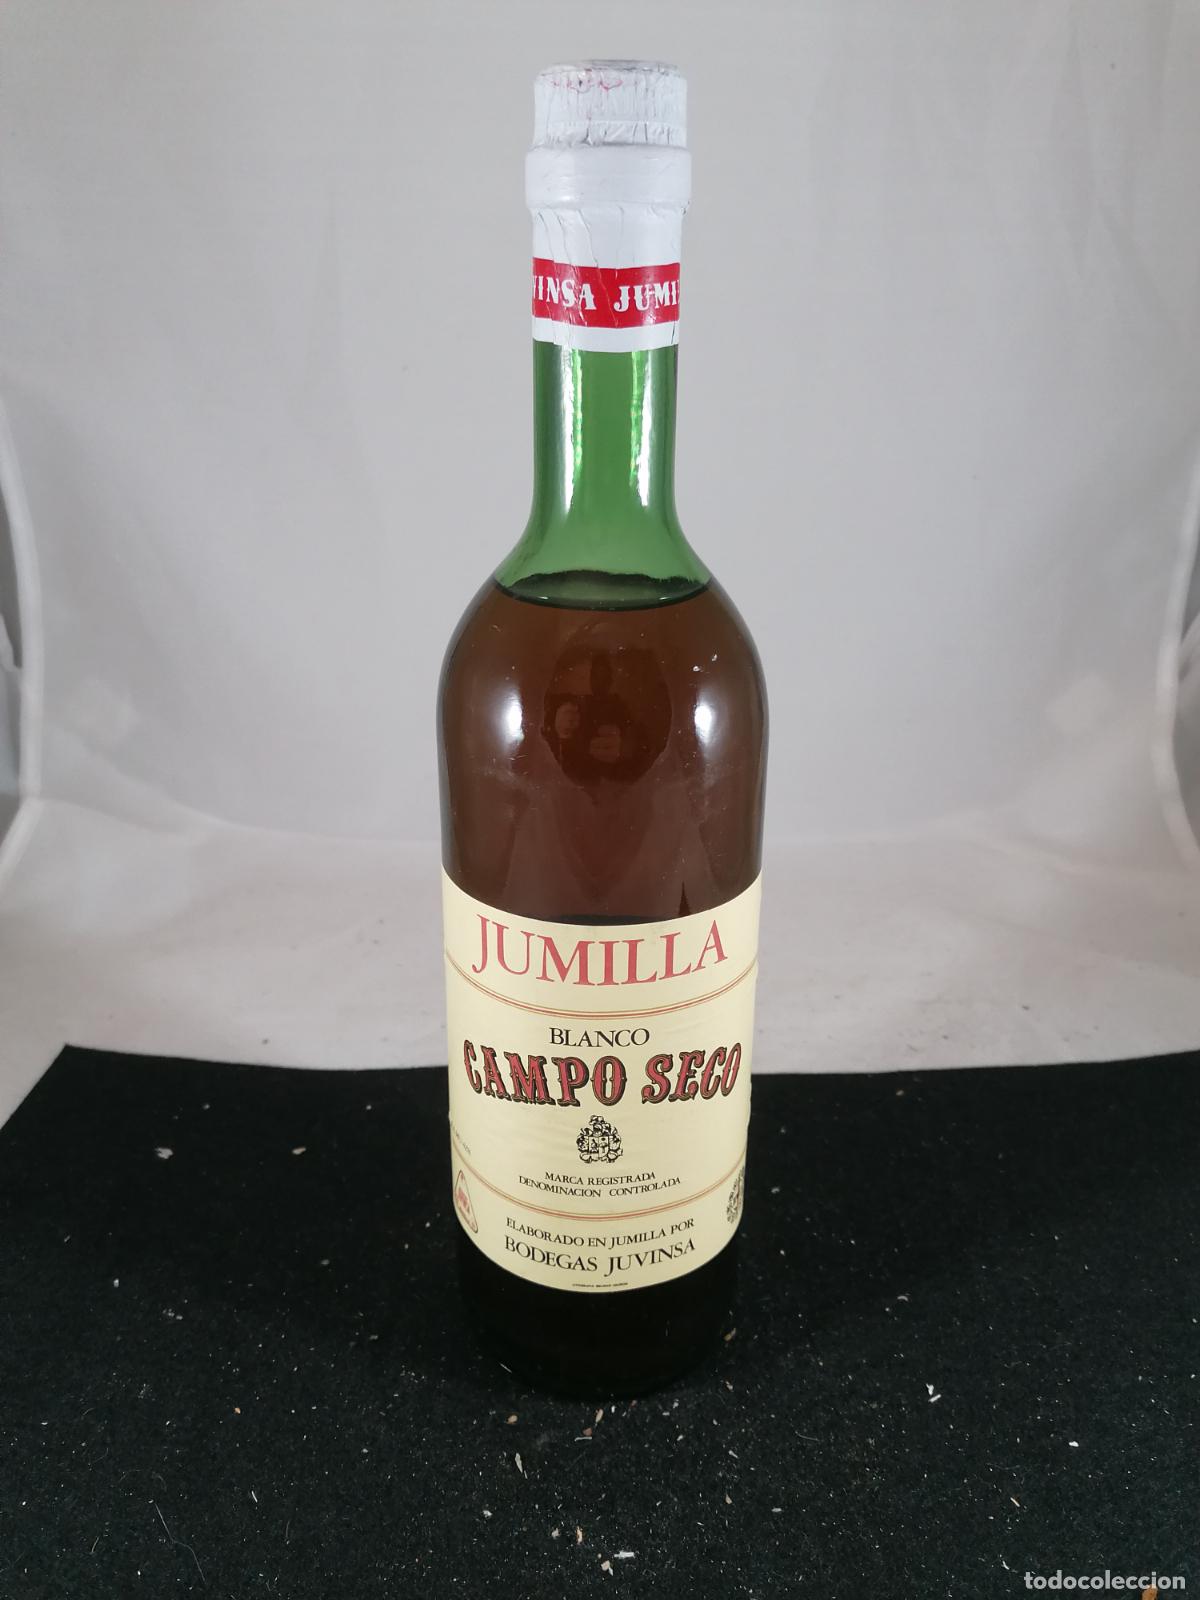 VINSA JUMI
JUMILLA
BLANCO
CAMPO SECO
MARCA REGISTRADA
DENOMINACION CONTROLADA
ELABORADO EN JUMILLA POR
BODEGAS JUVINSA
todocoleccion